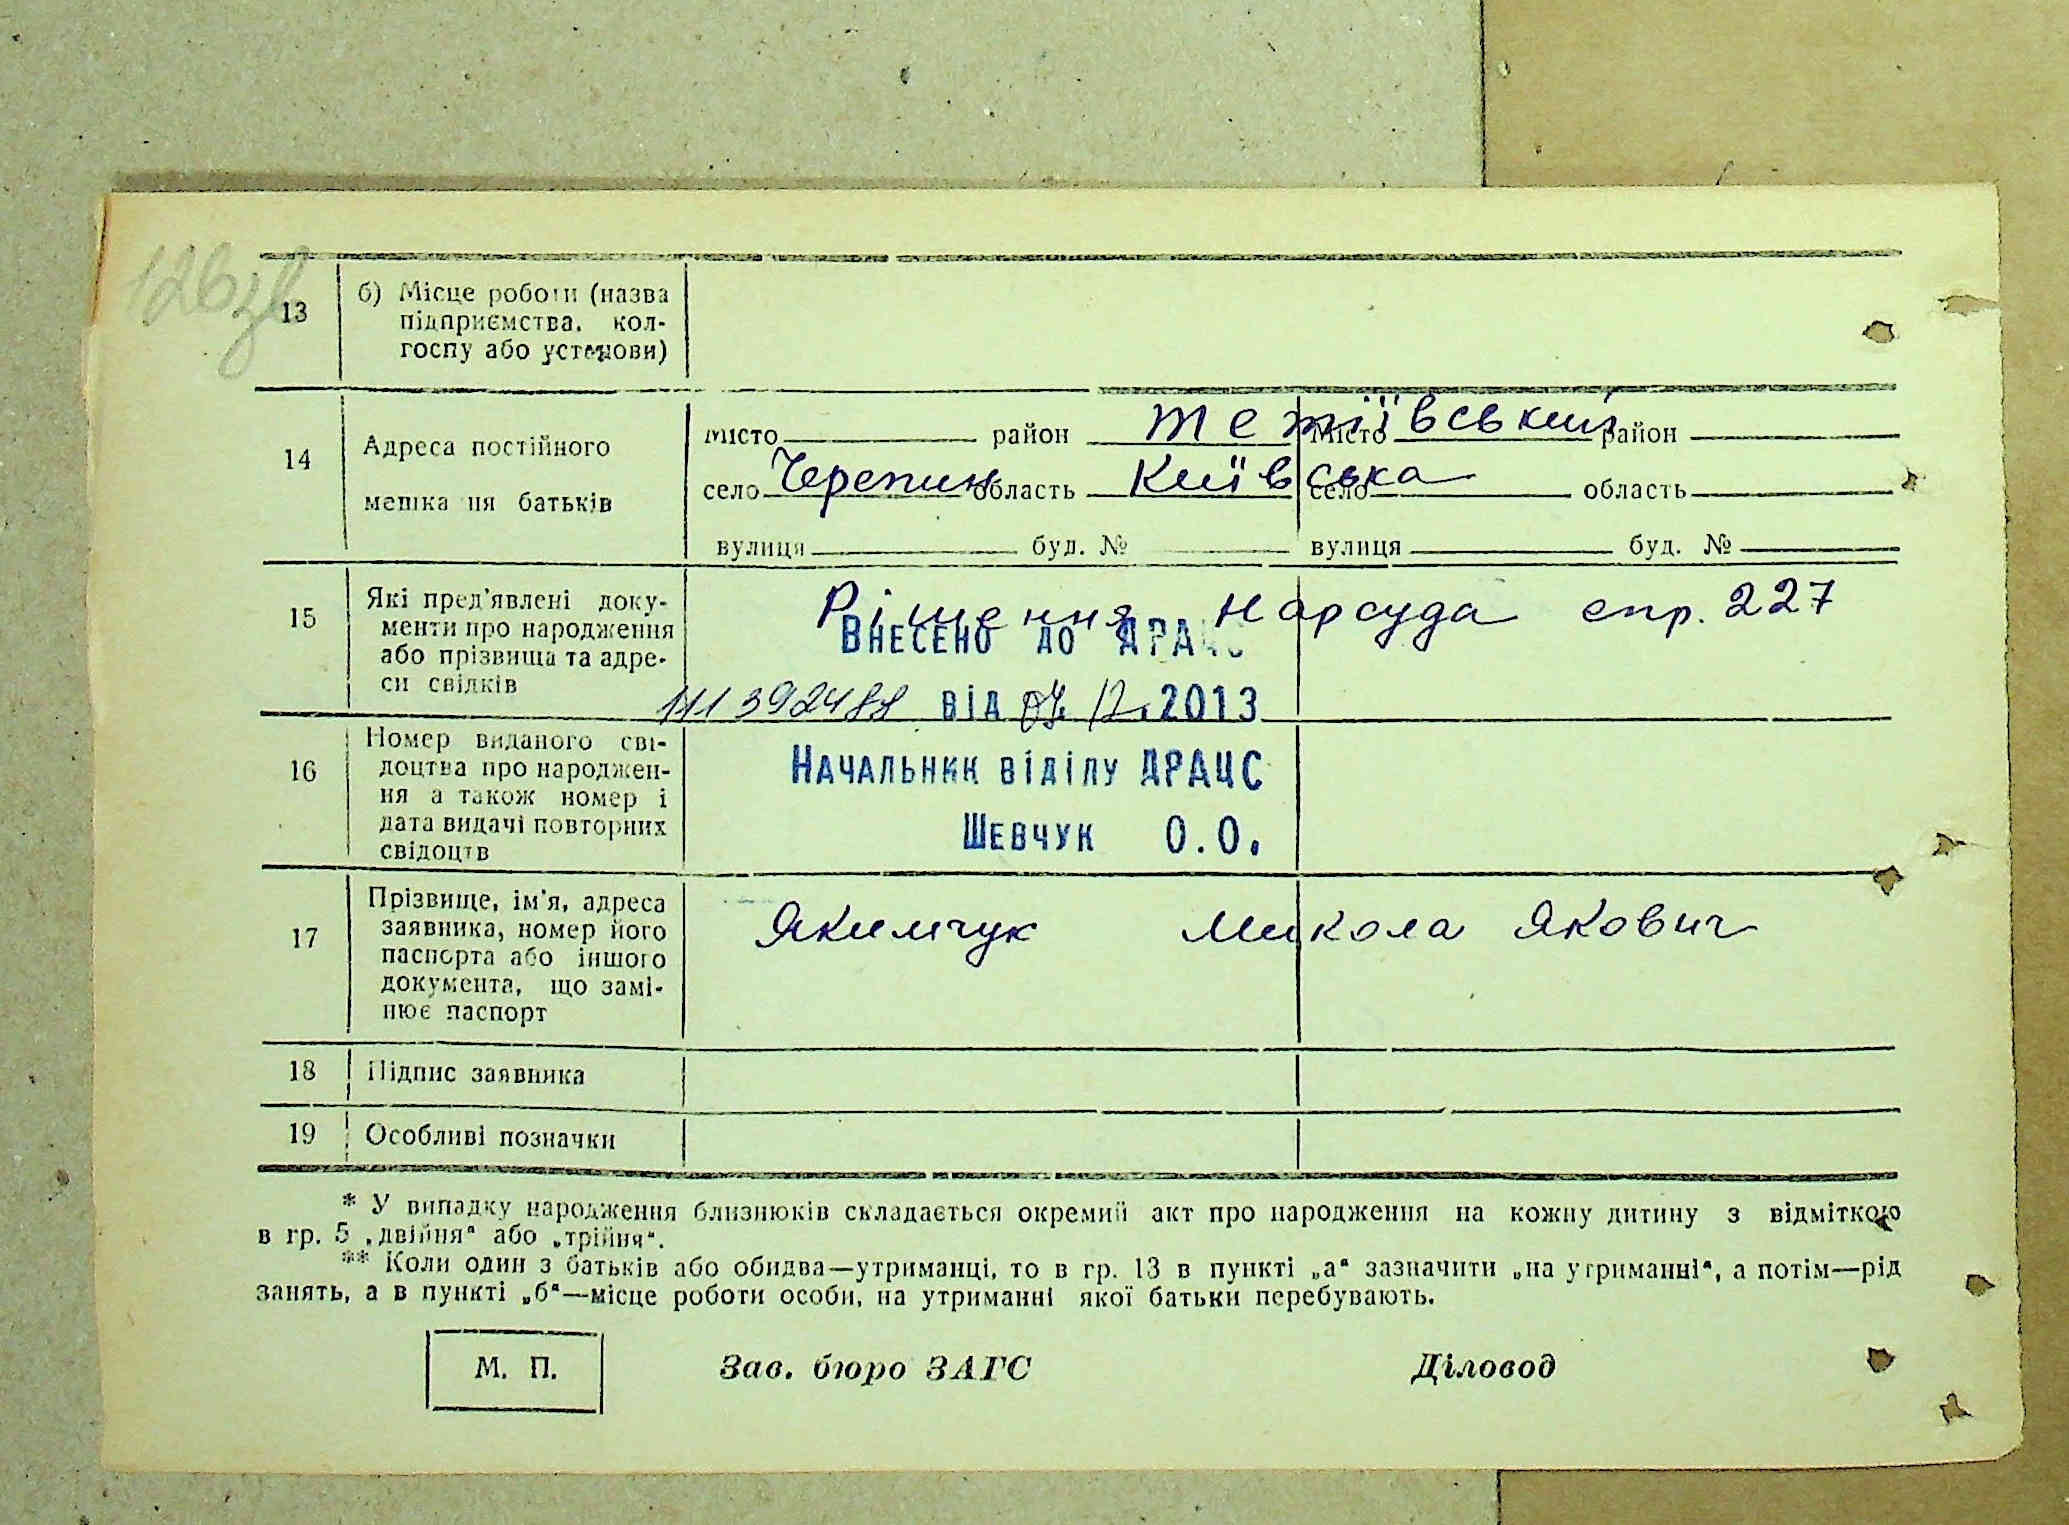 126зв
13 б) Місце роботи (назва
підприємства, кол-
госпу або установи)
14 Адреса постійного
мешкання батьків
місто район Тетіївський місто район
село Черепин область Київська село область
вулиця буд. № вулиця буд. №
15 Які пред'явлені доку-
менти про народження
або прізвища та адре-
си свідків
Рішення Нарсуда спр. 227
Внесено до ДРАЦС
111392488 від 07.12.2013
16 Номер виданого сві-
доцтва про народжен-
ня а також номер і
дата видачі повторних
свідоцтв
Начальник віділу ДРАЦС
Шевчук О.О.
17 Прізвище, ім'я, адреса
заявника, номер його
паспорта або іншого
документа, що замі-
нює паспорт
Якимчук Микола Якович
18 Підпис заявника
19 Особливі позначки
* У випадку народження близнюків складається окремий акт про народження на кожну дитину з відміткою
в гр. 5 „двійня“ або „трійня“.
** Коли один з батьків або обидва—утриманці, то в гр. 13 в пункті „а“ зазначити „на утриманні“, а потім—рід
занять, а в пункті „б“—місце роботи особи, на утриманні якої батьки перебувають.
М. П. Зав. бюро ЗАГС Діловод